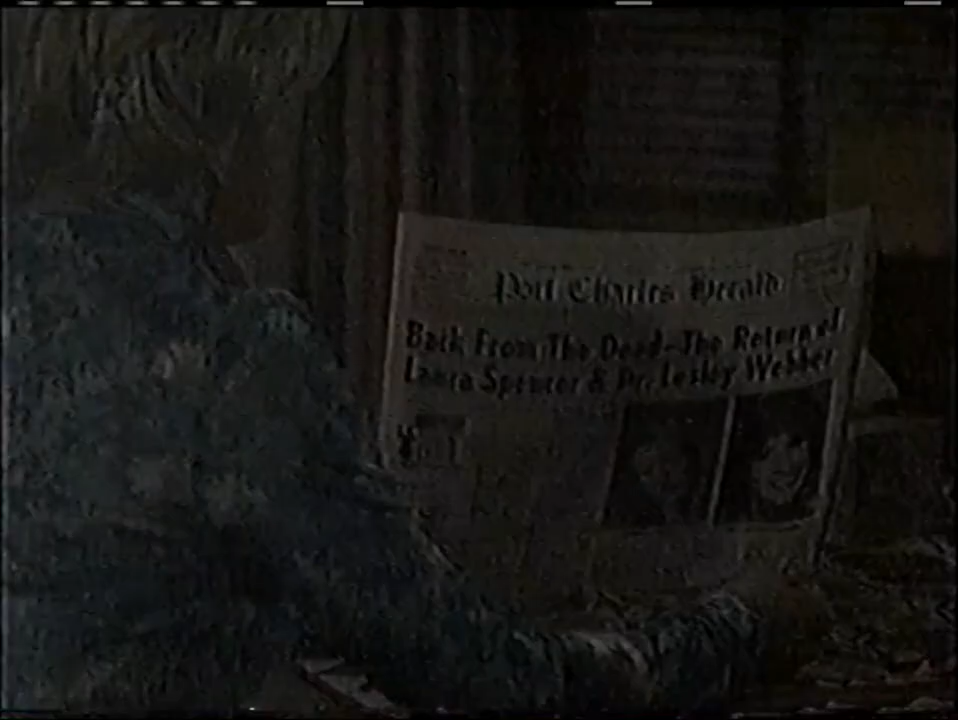 Port Charles Herald
Back From The Dead-The Return of
Laura Spencer & Dr. Lesley Webber